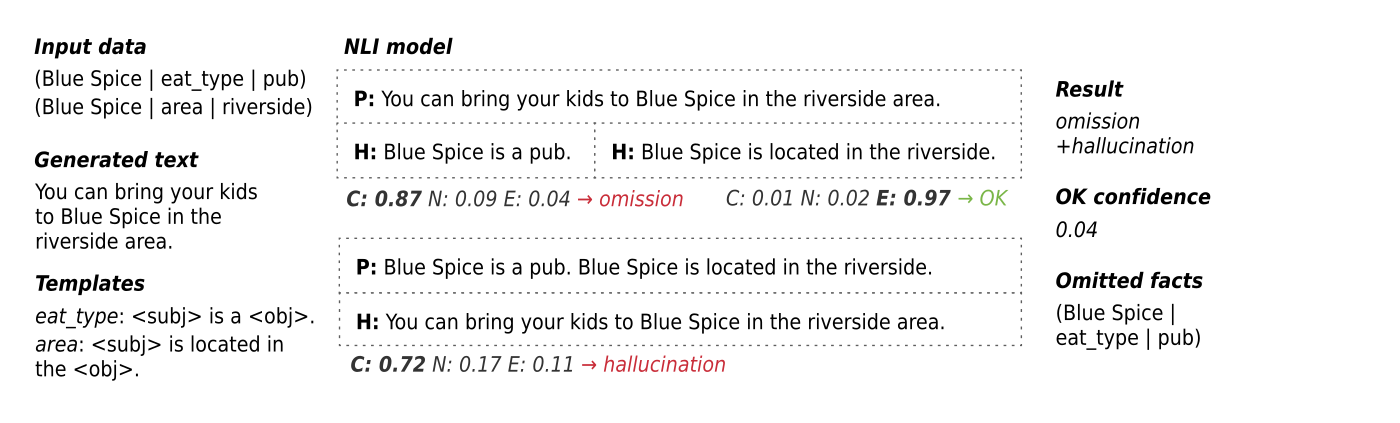 Input data
(Blue Spice | eat_type | pub)
(Blue Spice | area | riverside)
Generated text
You can bring your kids
to Blue Spice in the
riverside area.
Templates
eat_type: <subj> is a <obj>.
area: <subj> is located in
the <obj>.
NLI model
P: You can bring your kids to Blue Spice in the riverside area.
H: Blue Spice is a pub.
H: Blue Spice is located in the riverside.
C: 0.87 N: 0.09 E: 0.04 → omission
C: 0.01 N: 0.02 E: 0.97 → OK
P: Blue Spice is a pub. Blue Spice is located in the riverside.
H: You can bring your kids to Blue Spice in the riverside area.
C: 0.72 N: 0.17 E: 0.11 → hallucination
Result
omission
+hallucination
OK confidence
0.04
Omitted facts
(Blue Spice |
eat_type | pub)